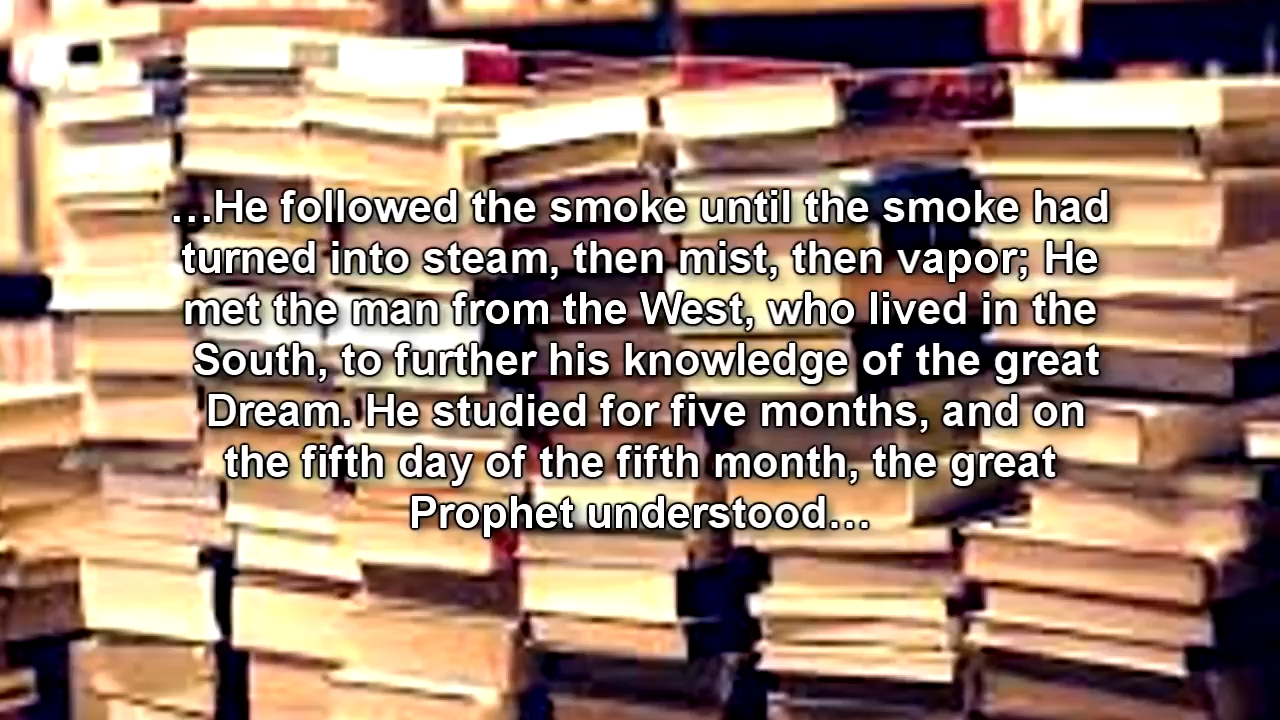 …He followed the smoke until the smoke had
turned into steam, then mist, then vapor; He
met the man from the West, who lived in the
South, to further his knowledge of the great
Dream. He studied for five months, and on
the fifth day of the fifth month, the great
Prophet understood…